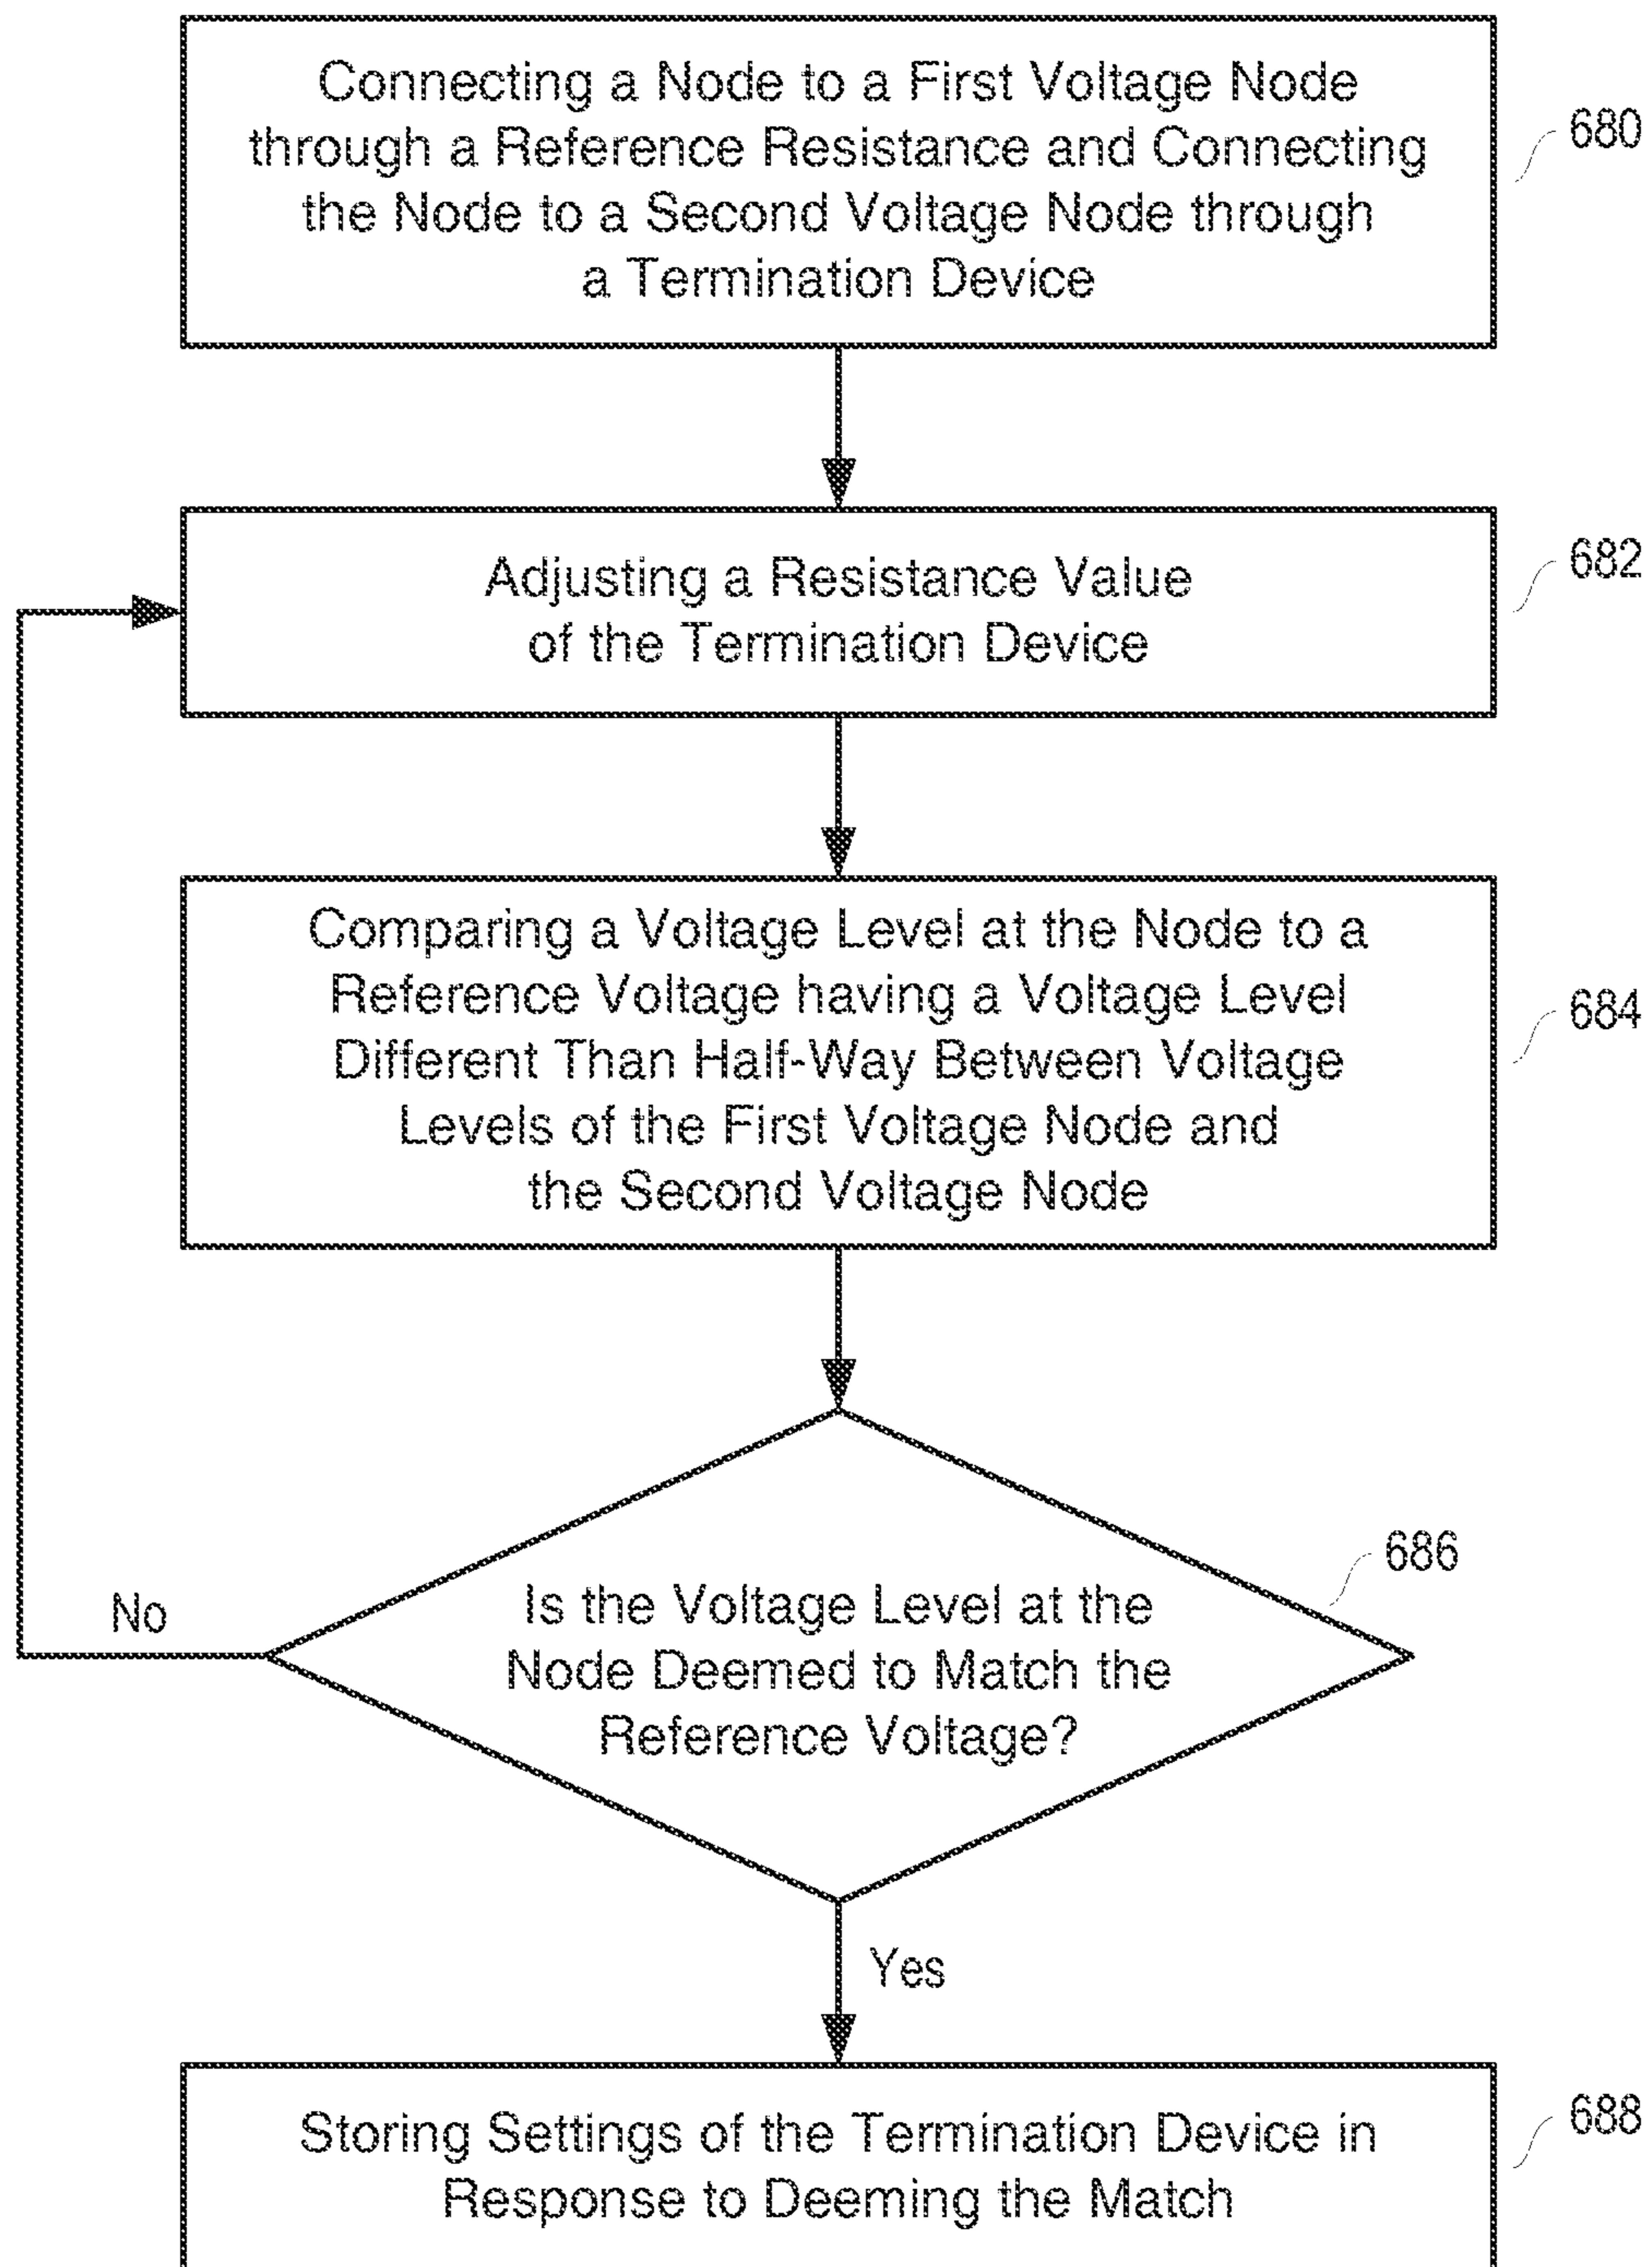 Connecting a Node to a First Voltage Node
through a Reference Resistance and Connecting
the Node to a Second Voltage Node through
a Termination Device
680
Adjusting a Resistance Value
of the Termination Device
682
Comparing a Voltage Level at the Node to a
Reference Voltage having a Voltage Level
Different Than Half-Way Between Voltage
Levels of the First Voltage Node and
the Second Voltage Node
684
Is the Voltage Level at the
Node Deemed to Match the
Reference Voltage?
686
No
Yes
Storing Settings of the Termination Device in
Response to Deeming the Match
688